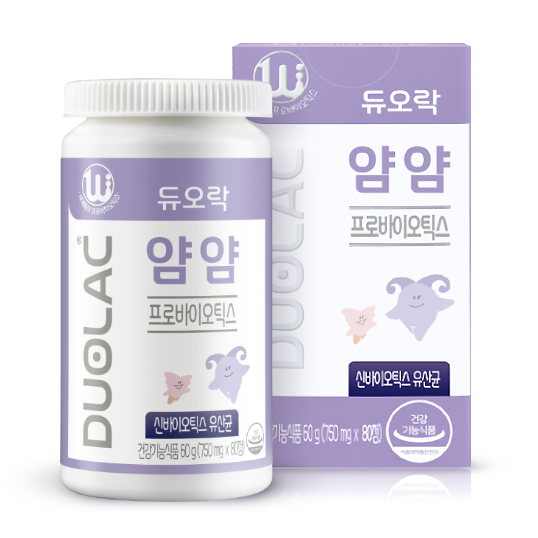 듀오락
DUOLAC®
얌얌
프로바이오틱스
신바이오틱스 유산균
건강기능식품 60 g (750 mg x 80정)
듀오락
DUOLAC
얌얌
프로바이오틱스
신바이오틱스 유산균
기능식품 60 g (750 mg x 80정)
건강
기능식품